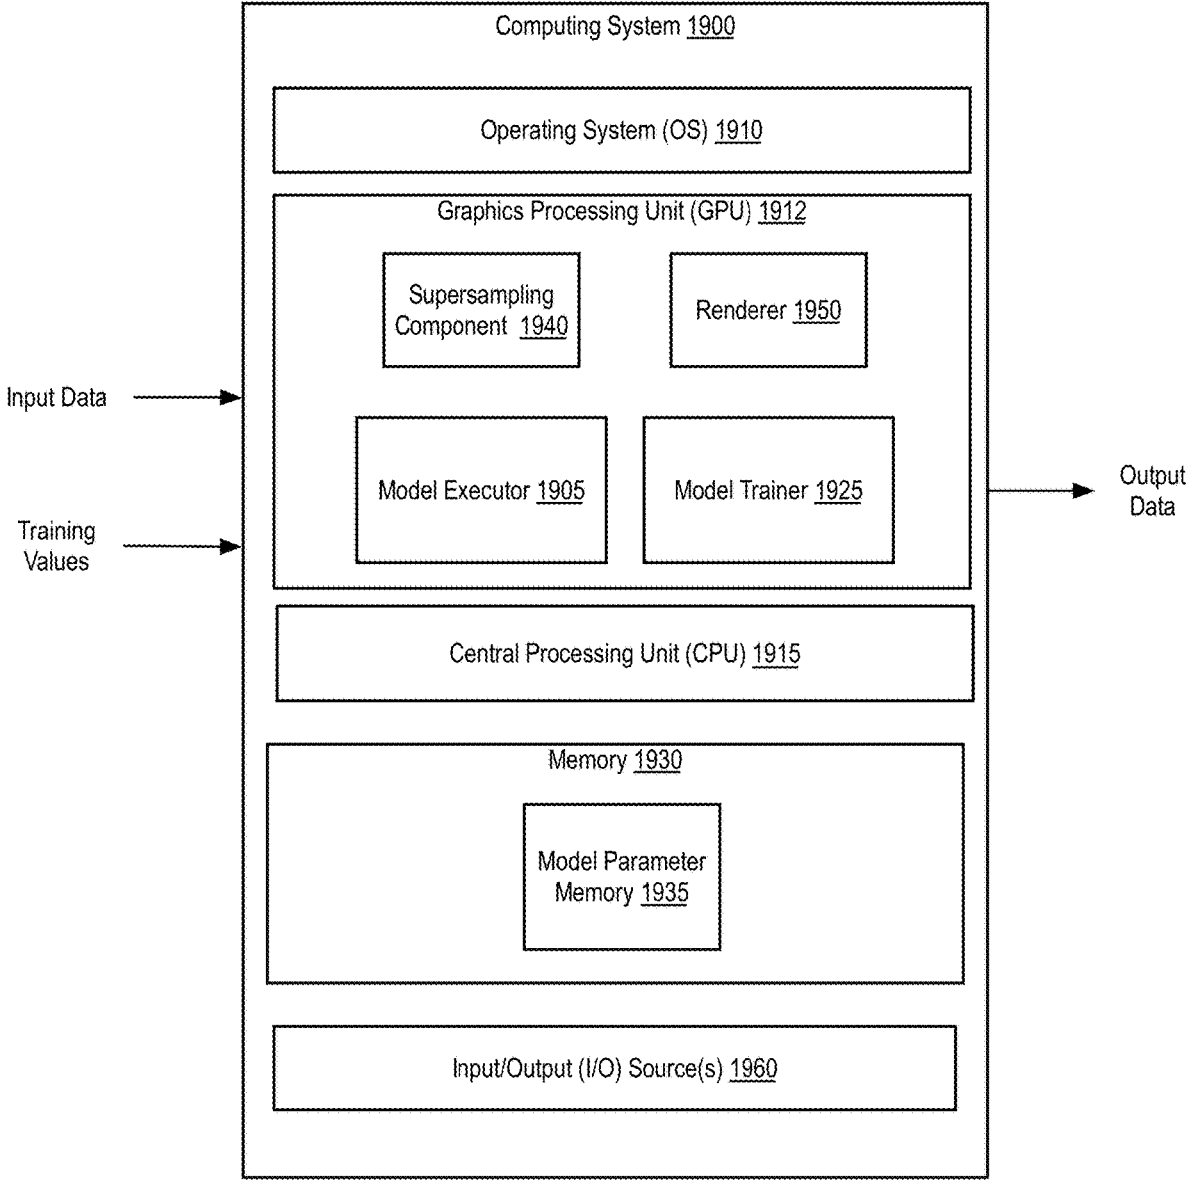 Computing System 1900
Operating System (OS) 1910
Graphics Processing Unit (GPU) 1912
Supersampling
Component 1940
Renderer 1950
Input Data
Model Executor 1905
Model Trainer 1925
Output
Data
Training
Values
Central Processing Unit (CPU) 1915
Memory 1930
Model Parameter
Memory 1935
Input/Output (I/O) Source(s) 1960